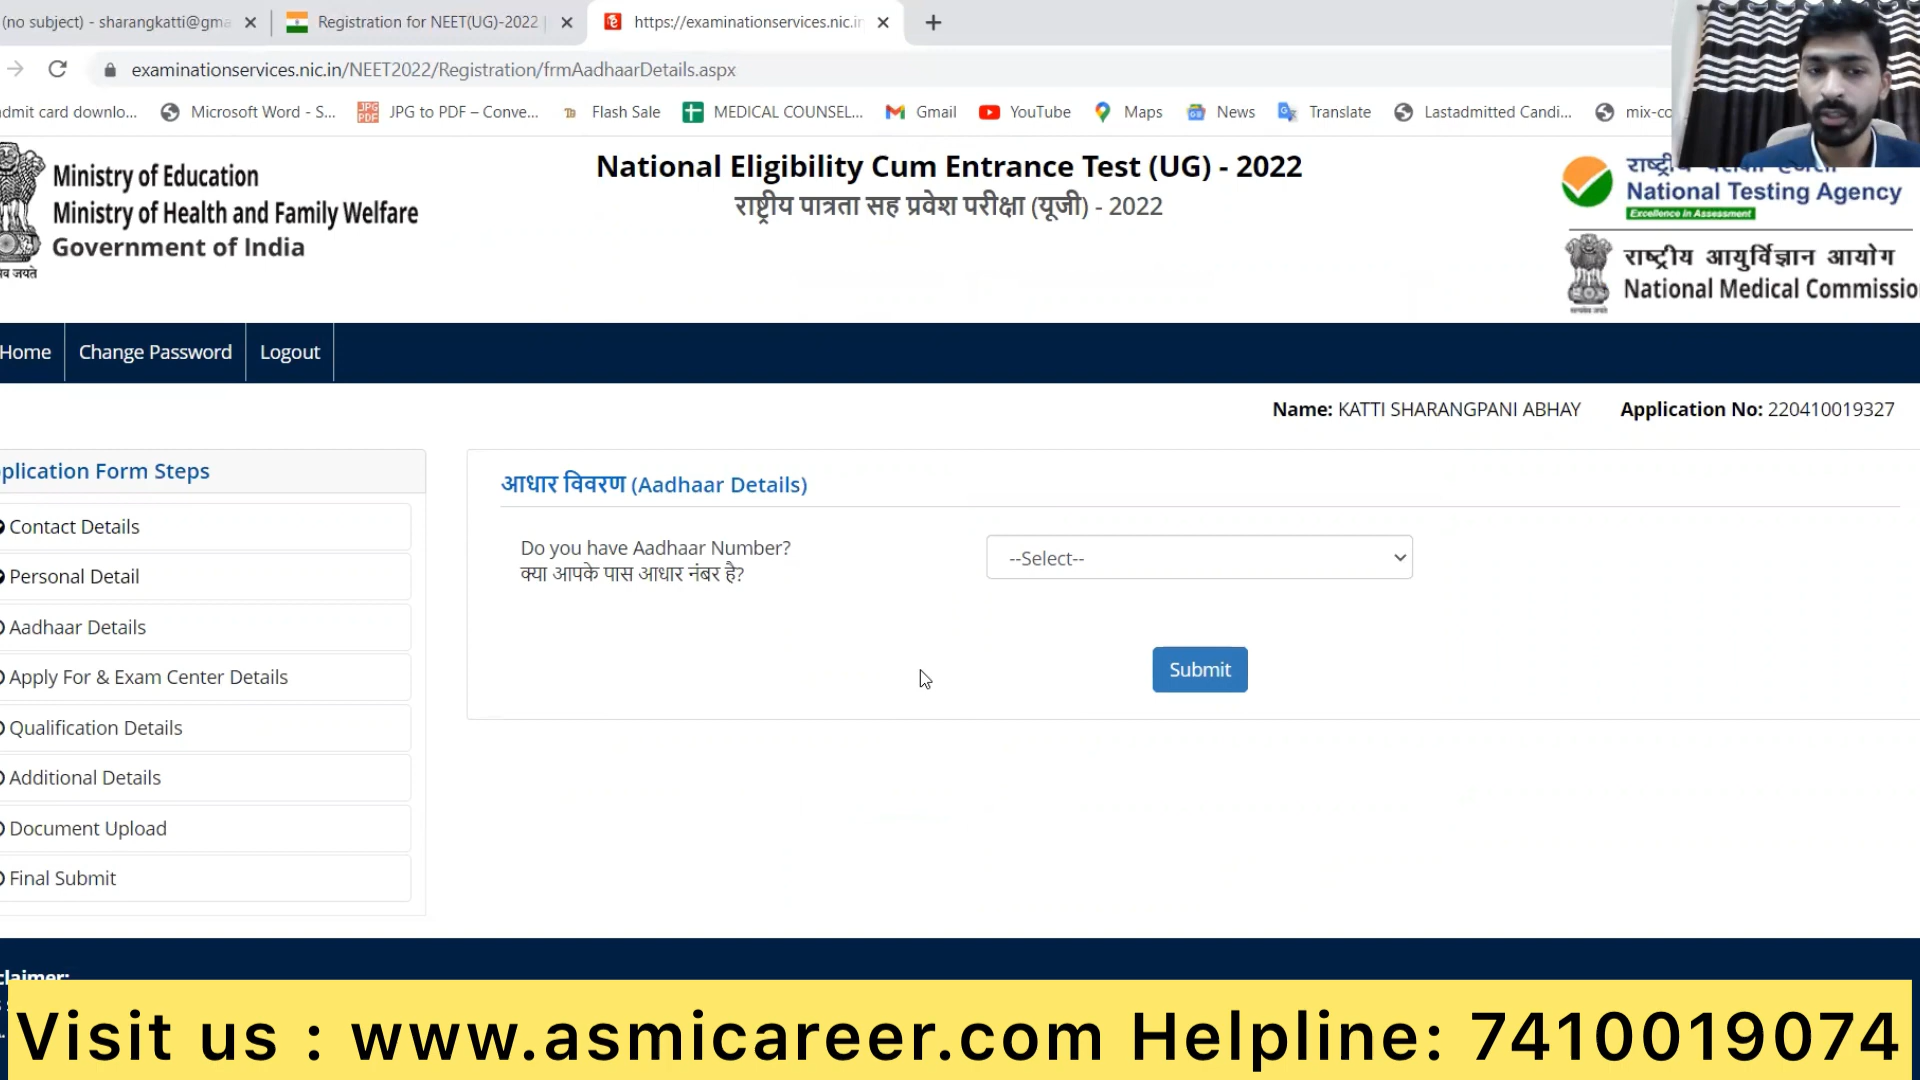 (no subject) - sharangkatti@gma
Registration for NEET(UG)-2022 |
https://examinationservices.nic.in
examinationservices.nic.in/NEET2022/Registration/frmAadhaarDetails.aspx
dmit card downlo...
Microsoft Word - S...
JPG to PDF – Conve...
Flash Sale
MEDICAL COUNSEL...
Gmail
YouTube
Maps
News
Translate
Lastadmitted Candi...
mix-co
Ministry of Education
Ministry of Health and Family Welfare
Government of India
National Eligibility Cum Entrance Test (UG) - 2022
राष्ट्रीय पात्रता सह प्रवेश परीक्षा (यूजी) - 2022
National Testing Agency
Excellence in Assessment
राष्ट्रीय आयुर्विज्ञान आयोग
National Medical Commissio
Home
Change Password
Logout
Name: KATTI SHARANGPANI ABHAY
Application No: 220410019327
plication Form Steps
Contact Details
Personal Detail
Aadhaar Details
Apply For & Exam Center Details
Qualification Details
Additional Details
Document Upload
Final Submit
आधार विवरण (Aadhaar Details)
Do you have Aadhaar Number?
क्या आपके पास आधार नंबर है?
--Select--
Submit
claimer:
Visit us : www.asmicareer.com Helpline: 7410019074